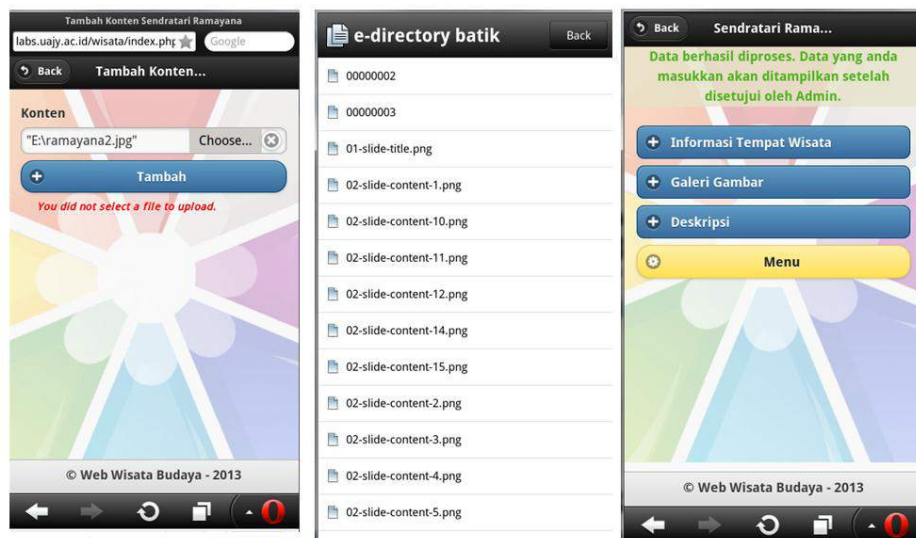 Tambah Konten Sendratari Ramayana
labs.uajy.ac.id/wisata/index.php
Google
Back
Tambah Konten...
Konten
"E:\ramayana2.jpg"
Choose...
Tambah
You did not select a file to upload.
© Web Wisata Budaya - 2013
e-directory batik
Back
00000002
00000003
01-slide-title.png
02-slide-content-1.png
02-slide-content-10.png
02-slide-content-11.png
02-slide-content-12.png
02-slide-content-14.png
02-slide-content-15.png
02-slide-content-2.png
02-slide-content-3.png
02-slide-content-4.png
02-slide-content-5.png
Back
Sendratari Rama...
Data berhasil diproses. Data yang anda
masukkan akan ditampilkan setelah
disetujui oleh Admin.
Informasi Tempat Wisata
Galeri Gambar
Deskripsi
Menu
© Web Wisata Budaya - 2013